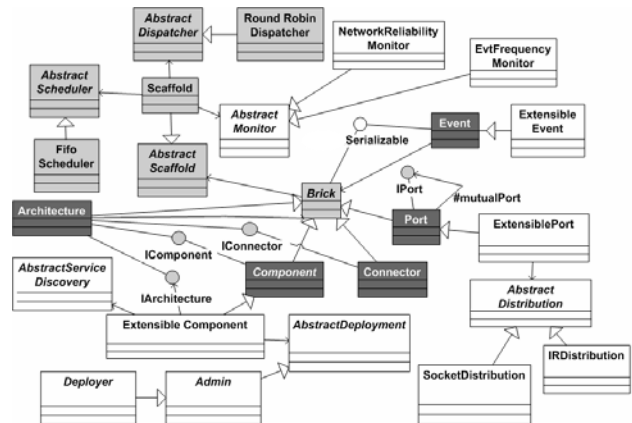 Abstract
Dispatcher
Round Robin
Dispatcher
NetworkReliability
Monitor
EvtFrequency
Monitor
Abstract
Scheduler
Scaffold
Abstract
Monitor
Event
Extensible
Event
Serializable
Fifo
Scheduler
Abstract
Scaffold
IPort
Brick
#mutualPort
Architecture
Port
ExtensiblePort
IComponent
IConnector
AbstractService
Discovery
Component
Connector
IArchitecture
Abstract
Distribution
Extensible Component
AbstractDeployment
Deployer
Admin
SocketDistribution
IRDistribution